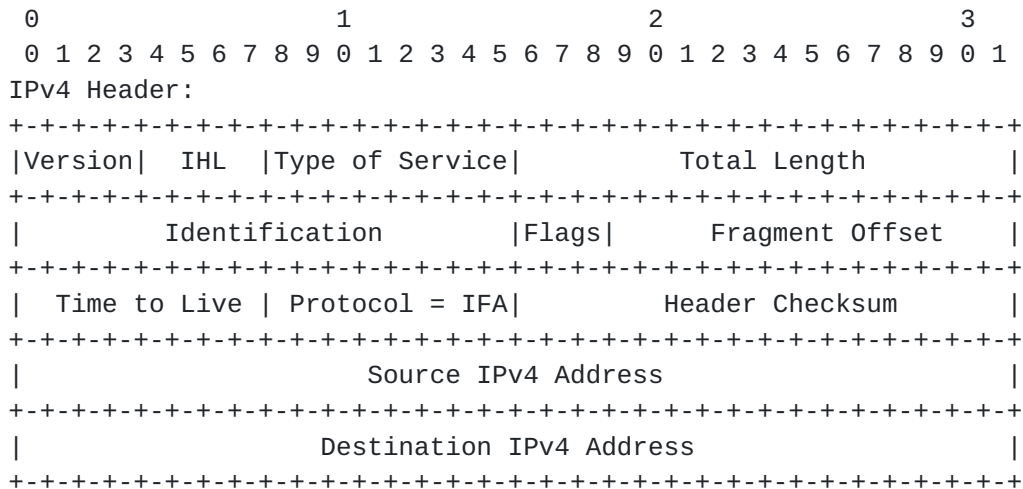 0                   1                   2                   3
 0 1 2 3 4 5 6 7 8 9 0 1 2 3 4 5 6 7 8 9 0 1 2 3 4 5 6 7 8 9 0 1
IPv4 Header:
+-+-+-+-+-+-+-+-+-+-+-+-+-+-+-+-+-+-+-+-+-+-+-+-+-+-+-+-+-+-+-+-+
|Version|  IHL  |Type of Service|          Total Length         |
+-+-+-+-+-+-+-+-+-+-+-+-+-+-+-+-+-+-+-+-+-+-+-+-+-+-+-+-+-+-+-+-+
|         Identification        |Flags|      Fragment Offset    |
+-+-+-+-+-+-+-+-+-+-+-+-+-+-+-+-+-+-+-+-+-+-+-+-+-+-+-+-+-+-+-+-+
|  Time to Live | Protocol = IFA|         Header Checksum       |
+-+-+-+-+-+-+-+-+-+-+-+-+-+-+-+-+-+-+-+-+-+-+-+-+-+-+-+-+-+-+-+-+
|                      Source IPv4 Address                      |
+-+-+-+-+-+-+-+-+-+-+-+-+-+-+-+-+-+-+-+-+-+-+-+-+-+-+-+-+-+-+-+-+
|                   Destination IPv4 Address                    |
+-+-+-+-+-+-+-+-+-+-+-+-+-+-+-+-+-+-+-+-+-+-+-+-+-+-+-+-+-+-+-+-+